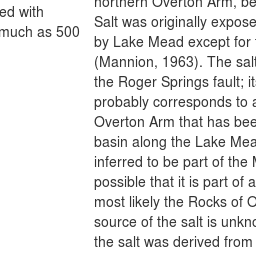 ed with
much as 500
northern Overton Arm, be
Salt was originally expose
by Lake Mead except for
(Mannion, 1963). The salt
the Roger Springs fault; it
probably corresponds to a
Overton Arm that has bee
basin along the Lake Mea
inferred to be part of the M
possible that it is part of a
most likely the Rocks of O
source of the salt is unkno
the salt was derived from